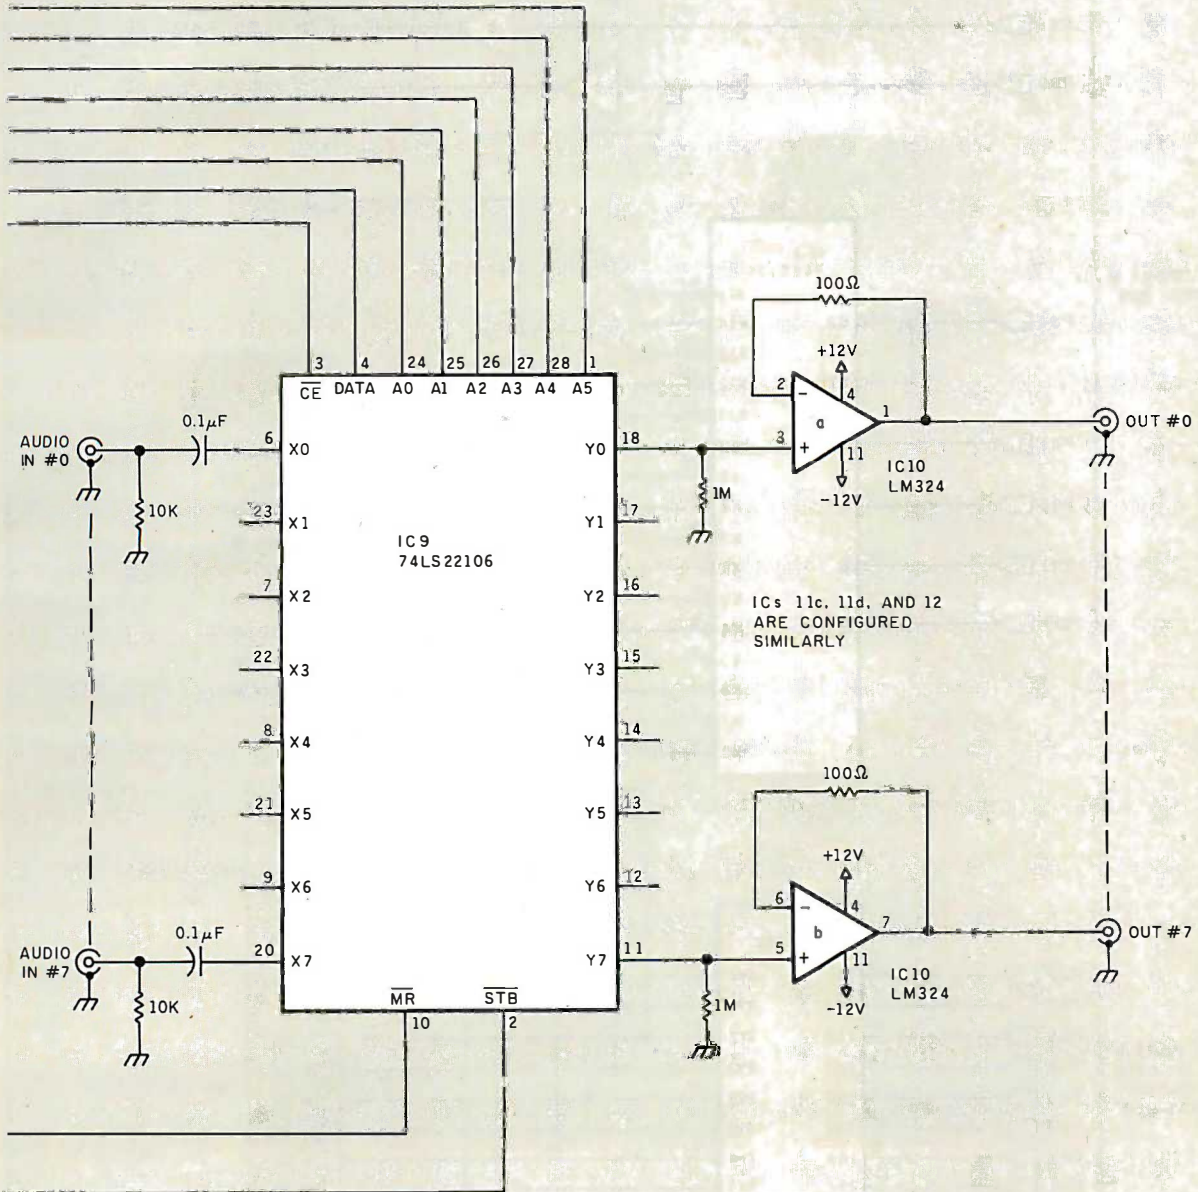 3 4 24 25 26 27 28 1
C̅E̅ DATA A0 A1 A2 A3 A4 A5
AUDIO
IN #0
0.1μF
10K
6 X0
23 X1
7 X2
22 X3
8 X4
21 X5
9 X6
20 X7
AUDIO
IN #7
0.1μF
10K
IC9
74LS22106
M̅R̅
10
S̅T̅B̅
2
Y0 18
Y1 17
Y2 16
Y3 15
Y4 14
Y5 13
Y6 12
Y7 11
1M
100Ω
+12V
2 −
4
a
1
3 +
11
−12V
IC10
LM324
OUT #0
ICs 11c, 11d, AND 12
ARE CONFIGURED
SIMILARLY
100Ω
+12V
6 −
4
b
7
5 +
11
−12V
IC10
LM324
1M
OUT #7